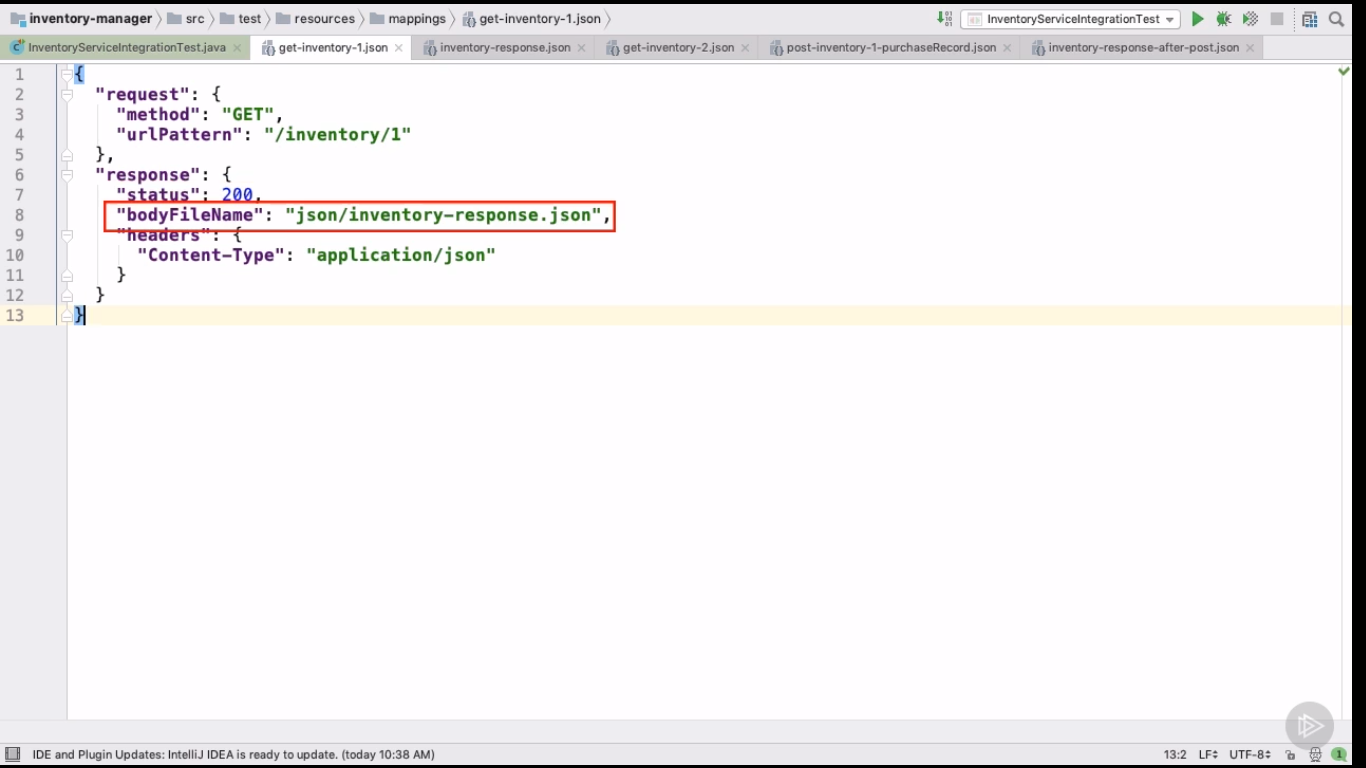 inventory-manager src test resources mappings get-inventory-1.json InventoryServiceIntegrationTest
InventoryServiceIntegrationTest.java get-inventory-1.json inventory-response.json get-inventory-2.json post-inventory-1-purchaseRecord.json inventory-response-after-post.json
1 {
2 "request": {
3 "method": "GET",
4 "urlPattern": "/inventory/1"
5 },
6 "response": {
7 "status": 200,
8 "bodyFileName": "json/inventory-response.json",
9 "headers": {
10 "Content-Type": "application/json"
11 }
12 }
13 }
IDE and Plugin Updates: IntelliJ IDEA is ready to update. (today 10:38 AM) 13:2 LF UTF-8 1